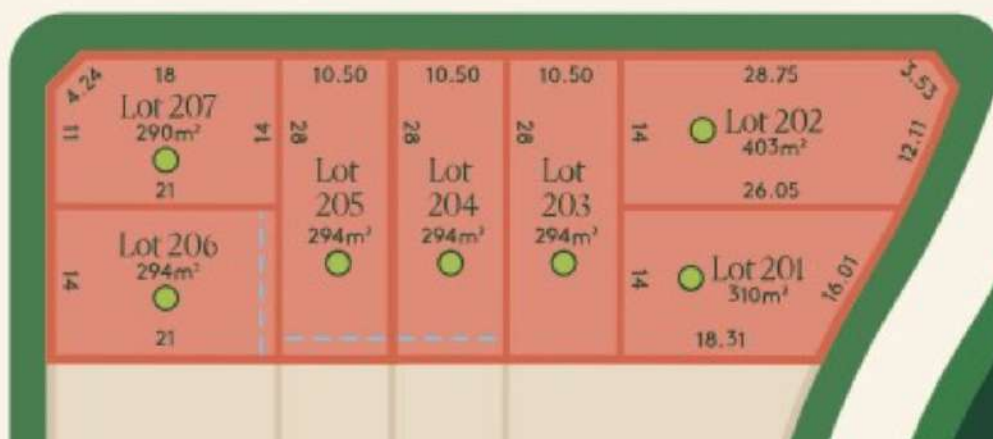 4.24
18
Lot 207
290m²
11
14
21
Lot 206
294m²
14
21
10.50
28
Lot
205
294m²
10.50
28
Lot
204
294m²
10.50
28
Lot
203
294m²
28.75
3.53
14
Lot 202
403m²
12.11
26.05
14
Lot 201
310m²
16.01
18.31